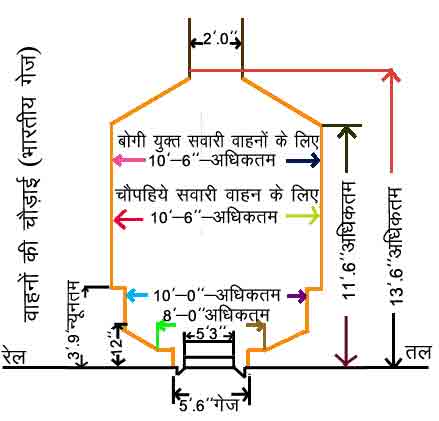 2'.0"
वाहनों की चौड़ाई (भारतीय गेज)
बोगी युक्त सवारी वाहनों के लिए
10'–6"–अधिकतम
चौपहिये सवारी वाहन के लिए
10'–6"–अधिकतम
11'.6"अधिकतम
13'.6"अधिकतम
10'–0"–अधिकतम
8'–0"अधिकतम
5'3"
3'.9'न्यूनतम
12"
रेल
तल
5'.6"गेज